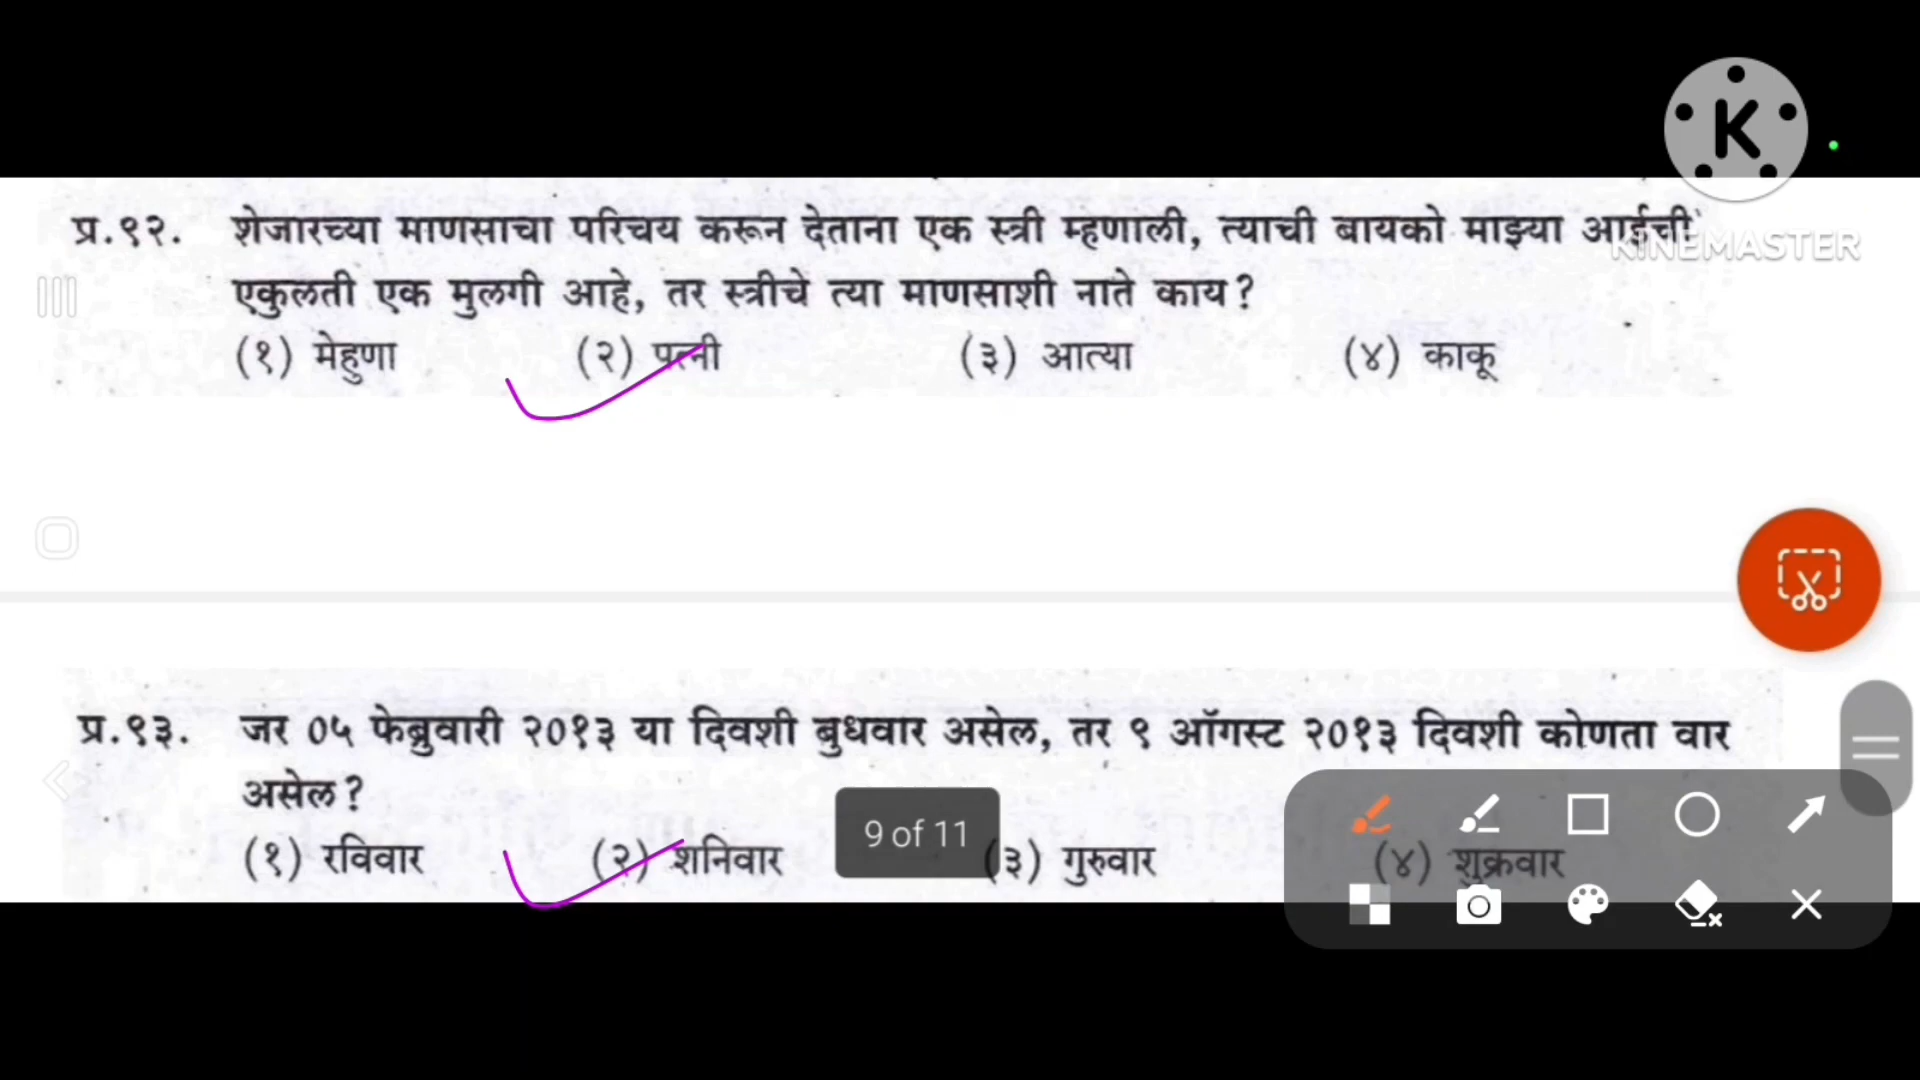 K
KINEMASTER
प्र.९२. शेजारच्या माणसाचा परिचय करून देताना एक स्त्री म्हणाली, त्याची बायको माझ्या आईची
एकुलती एक मुलगी आहे, तर स्त्रीचे त्या माणसाशी नाते काय?
(१) मेहुणा (२) पत्नी (३) आत्या (४) काकू
प्र.९३. जर ०५ फेब्रुवारी २०१३ या दिवशी बुधवार असेल, तर ९ ऑगस्ट २०१३ दिवशी कोणता वार
असेल?
9 of 11
(१) रविवार (२) शनिवार (३) गुरुवार (४) शुक्रवार